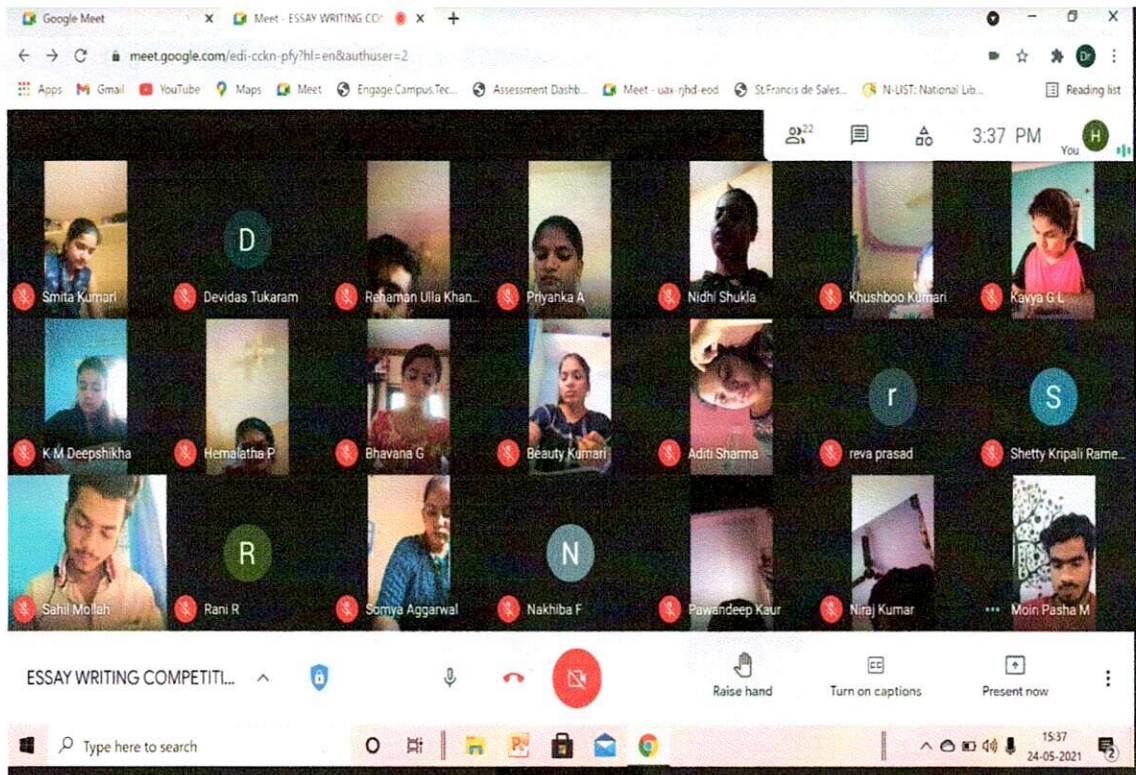 Google Meet
Meet - ESSAY WRITING CO
meet.google.com/edi-cckn-pfy?hl=en&authuser=2
Dr
Apps Gmail YouTube Maps Meet Engage.Campus.Tec... Assessment Dashb... Meet - uax-rjhd-eod St.Francis de Sales... N-LIST: National Lib... Reading list
22 3:37 PM You H
D
Smita Kumari Devidas Tukaram Rehaman Ulla Khan... Priyanka A Nidhi Shukla Khushboo Kumari Kavya G L
r S
K M Deepshikha Hemalatha P Bhavana G Beauty Kumari Aditi Sharma reva prasad Shetty Kripali Rame...
R N
Sahil Mollah Rani R Somya Aggarwal Nakhiba F Pawandeep Kaur Niraj Kumar Moin Pasha M
ESSAY WRITING COMPETITI...
Raise hand Turn on captions Present now
Type here to search
15:37
24-05-2021
2